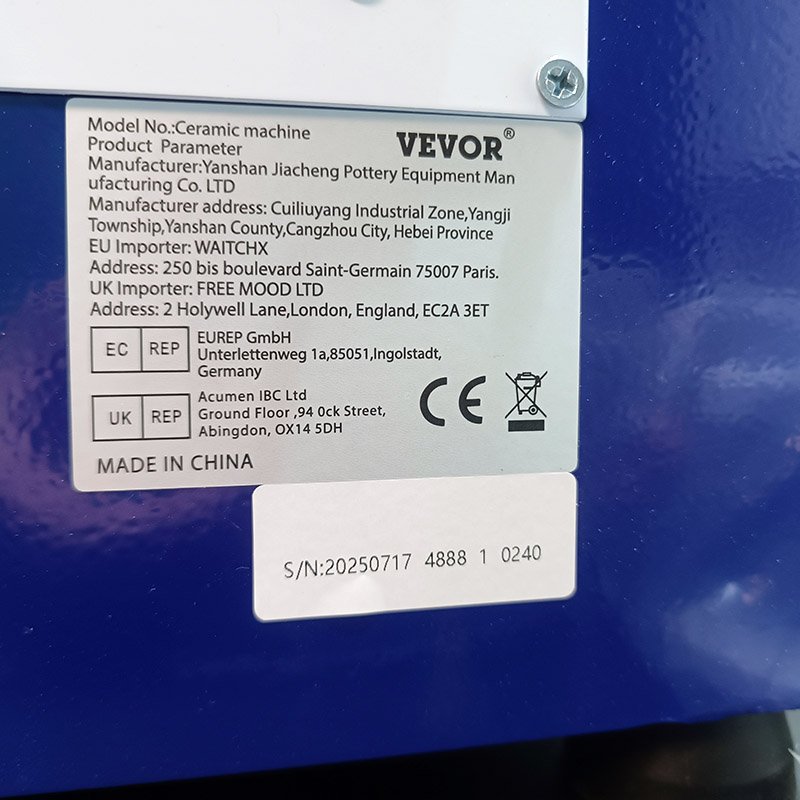 Model No.:Ceramic machine
VEVOR®
Product Parameter
Manufacturer:Yanshan Jiacheng Pottery Equipment Man
ufacturing Co. LTD
Manufacturer address: Cuiliuyang Industrial Zone,Yangji
Township,Yanshan County,Cangzhou City, Hebei Province
EU Importer: WAITCHX
Address: 250 bis boulevard Saint-Germain 75007 Paris.
UK Importer: FREE MOOD LTD
Address: 2 Holywell Lane,London, England, EC2A 3ET
EC REP
EUREP GmbH
Unterlettenweg 1a,85051,Ingolstadt,
Germany
UK REP
Acumen IBC Ltd
Ground Floor ,94 0ck Street,
Abingdon, OX14 5DH
CE
MADE IN CHINA
S/N:20250717 4888 1 0240